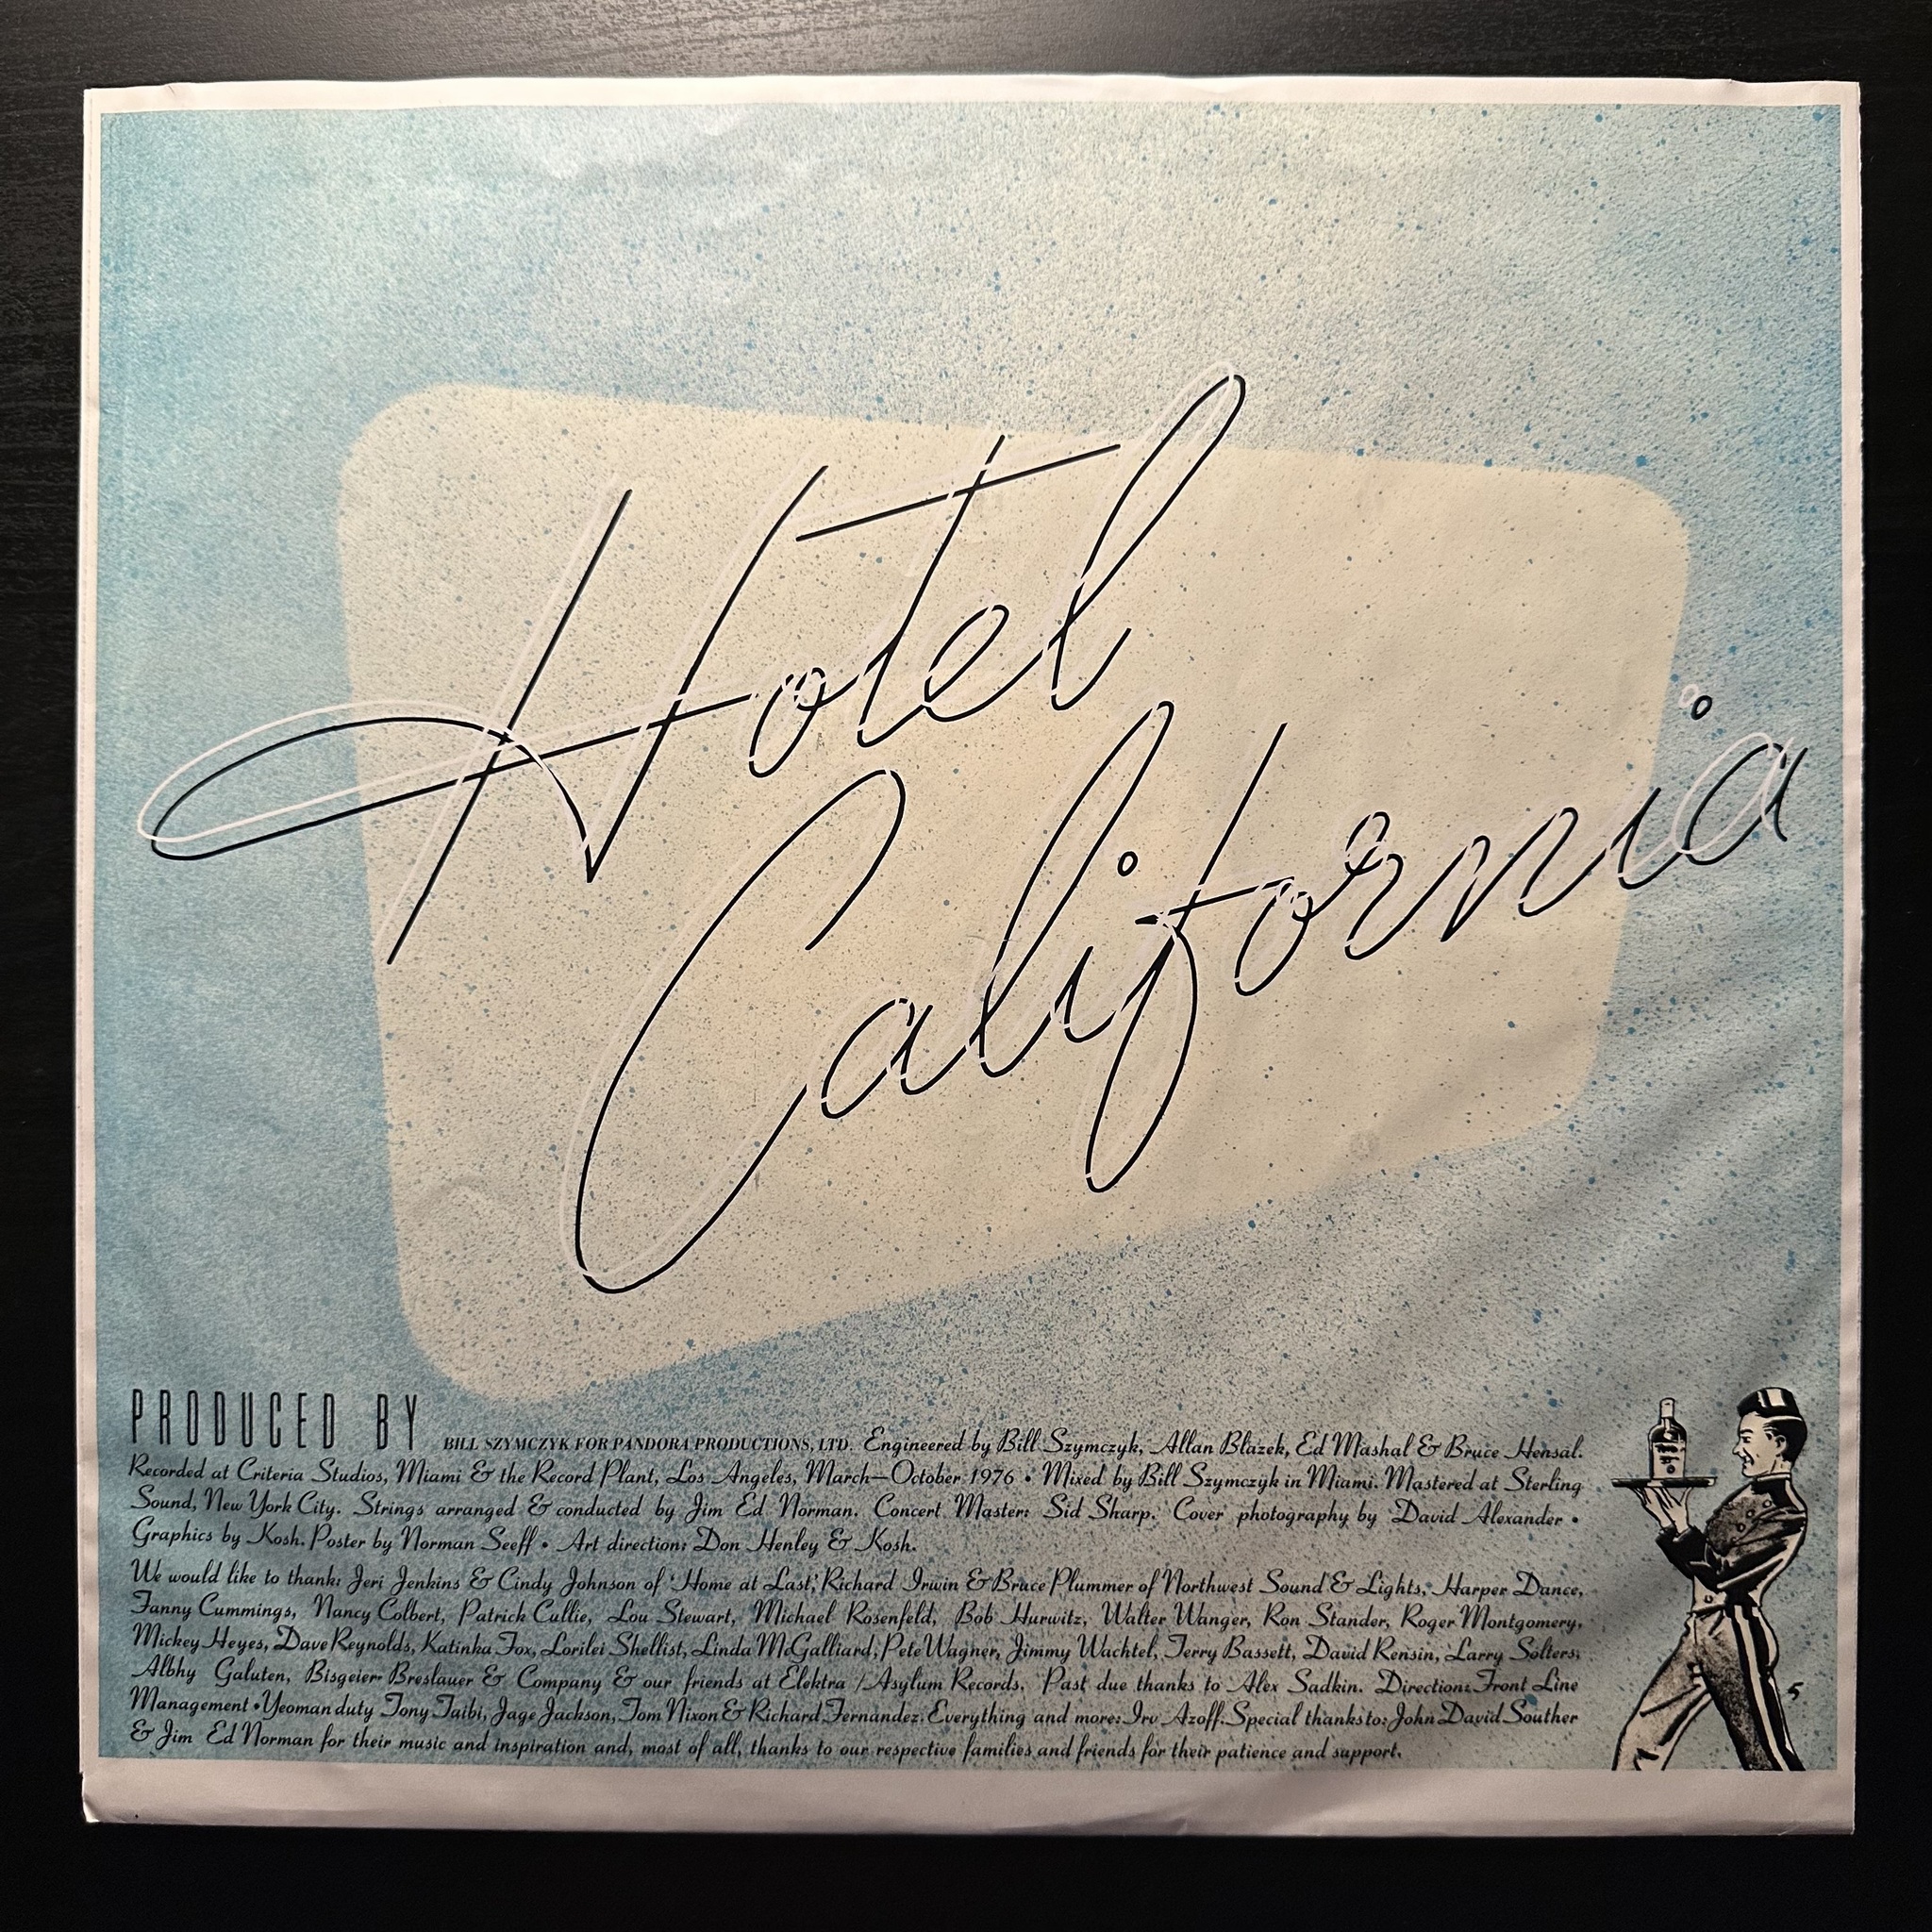 Hotel
California
PRODUCED BY BILL SZYMCZYK FOR PANDORA PRODUCTIONS, LTD. Engineered by Bill Szymczyk, Allan Blazek, Ed Mashal & Bruce Hensal.
Recorded at Criteria Studios, Miami & the Record Plant, Los Angeles, March—October 1976 • Mixed by Bill Szymczyk in Miami. Mastered at Sterling
Sound, New York City. Strings arranged & conducted by Jim Ed Norman. Concert Master: Sid Sharp. Cover photography by David Alexander •
Graphics by Kosh. Poster by Norman Seeff • Art direction: Don Henley & Kosh.
We would like to thank: Jeri Jenkins & Cindy Johnson of 'Home at Last,' Richard Irwin & Bruce Plummer of Northwest Sound & Lights, Harper Dance,
Fanny Cummings, Nancy Colbert, Patrick Cullie, Lou Stewart, Michael Rosenfeld, Bob Hurwitz, Walter Wanger, Ron Stander, Roger Montgomery,
Mickey Heyes, Dave Reynolds, Katinka Fox, Lorilei Shellist, Linda McGalliard, Pete Wagner, Jimmy Wachtel, Terry Bassett, David Rensin, Larry Solters,
Albhy Galuten, Bisgeier Breslauer & Company & our friends at Elektra/Asylum Records. Past due thanks to Alex Sadkin. Direction: Front Line
Management • Yeoman duty Tony Taibi, Jage Jackson, Tom Nixon & Richard Fernandez. Everything and more: Irv Azoff. Special thanks to: John David Souther
& Jim Ed Norman for their music and inspiration and, most of all, thanks to our respective families and friends for their patience and support.